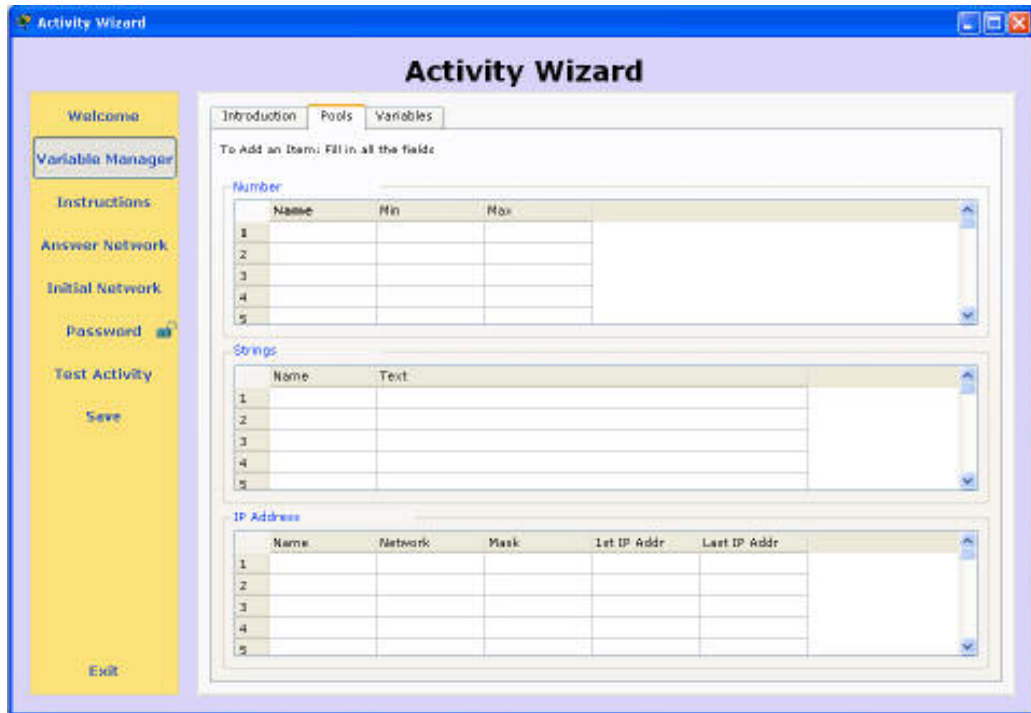 Activity Wizard
Activity Wizard
Welcome
Variable Manager
Instructions
Answer Network
Initial Network
Password
Test Activity
Save
Exit
Introduction Pools Variables
To Add an Item: Fill in all the fields
Number
Name Min Max
1
2
3
4
5
Strings
Name Text
1
2
3
4
5
IP Address
Name Network Mask 1st IP Addr Last IP Addr
1
2
3
4
5